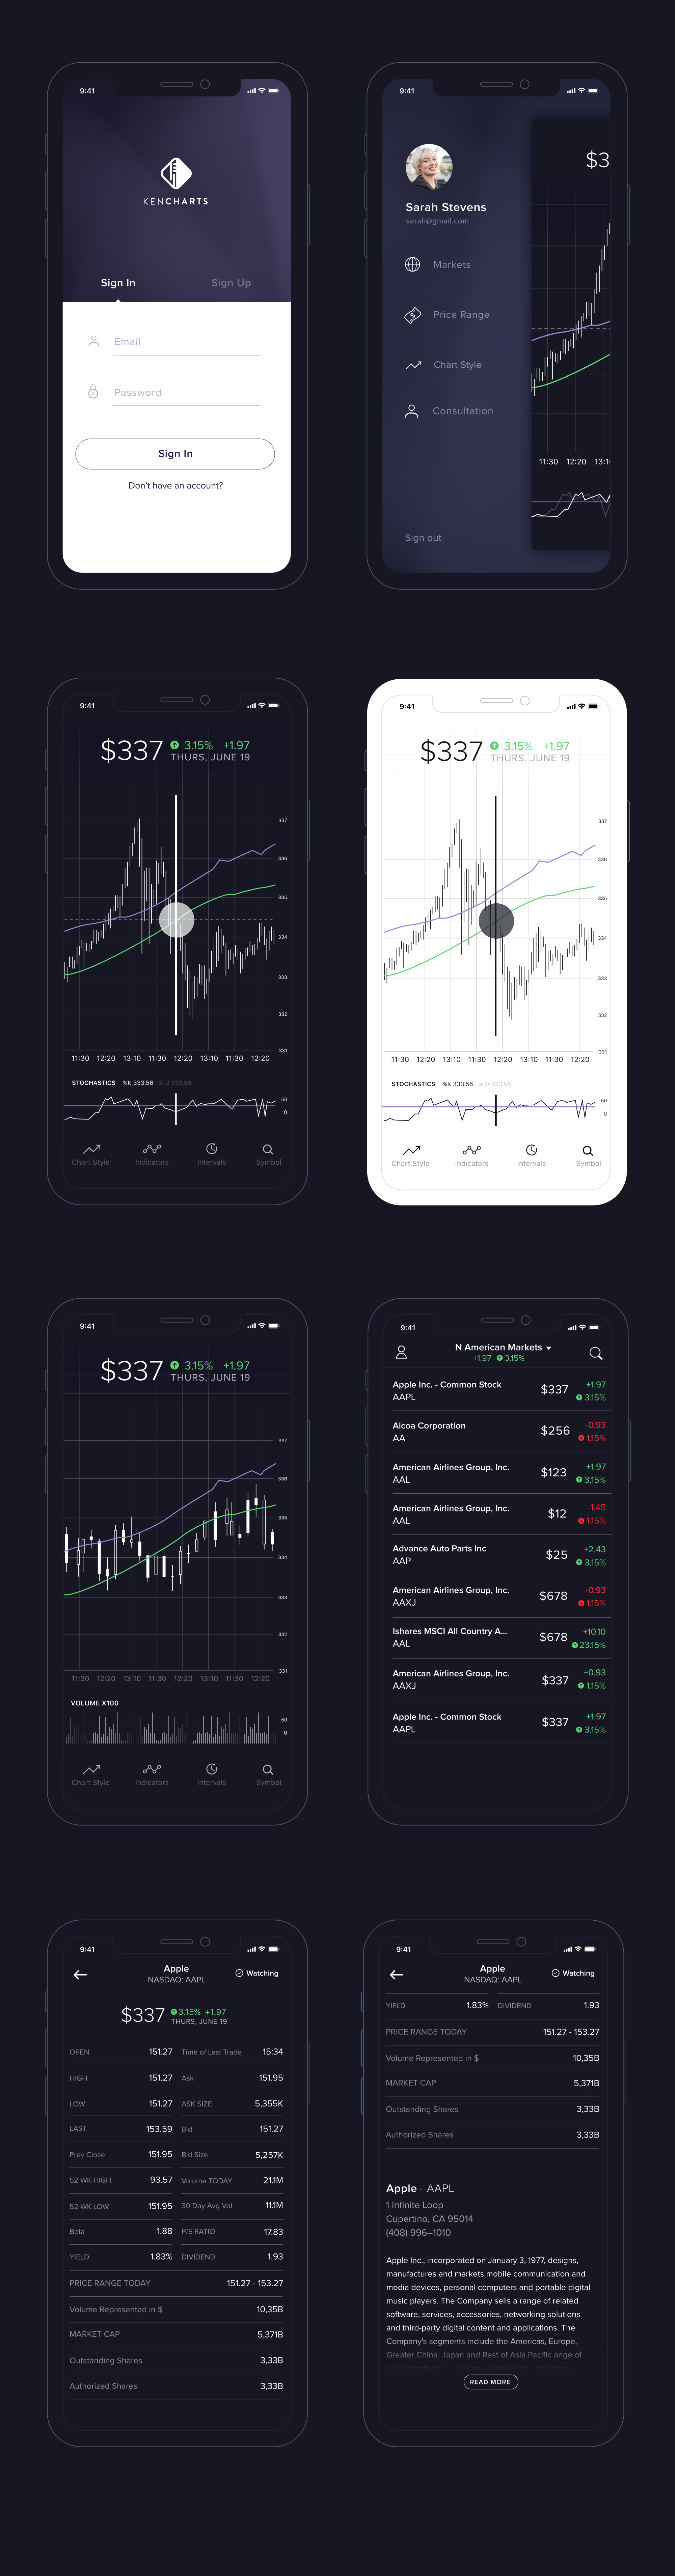 9:41
KENCHARTS
Sign In
Sign Up
Email
Password
Sign In
Don't have an account?
9:41
Sarah Stevens
sarah@gmail.com
Markets
Price Range
Chart Style
Consultation
Sign out
$3
11:30 12:20 13:1
9:41
$337 3.15% +1.97
THURS, JUNE 19
337
336
335
334
333
332
331
11:30 12:20 13:10 11:30 12:20 13:10 11:30 12:20
STOCHASTICS %K 333.56 % D 333.56
50
0
Chart Style Indicators Intervals Symbol
9:41
$337 3.15% +1.97
THURS, JUNE 19
337
336
335
334
333
332
331
11:30 12:20 13:10 11:30 12:20 13:10 11:30 12:20
STOCHASTICS %K 333.56 % D 333.56
50
0
Chart Style Indicators Intervals Symbol
9:41
$337 3.15% +1.97
THURS, JUNE 19
337
336
335
334
333
332
331
11:30 12:20 13:10 11:30 12:20 13:10 11:30 12:20
VOLUME X100
50
0
Chart Style Indicators Intervals Symbol
9:41
N American Markets
+1.97 3.15%
Apple Inc. - Common Stock
AAPL
$337
+1.97
3.15%
Alcoa Corporation
AA
$256
-0.93
1.15%
American Airlines Group, Inc.
AAL
$123
+1.97
3.15%
American Airlines Group, Inc.
AAL
$12
-1.45
1.15%
Advance Auto Parts Inc
AAP
$25
+2.43
3.15%
American Airlines Group, Inc.
AAXJ
$678
-0.93
1.15%
Ishares MSCI All Country A...
AAL
$678
+10.10
23.15%
American Airlines Group, Inc.
AAXJ
$337
+0.93
1.15%
Apple Inc. - Common Stock
AAPL
$337
+1.97
3.15%
9:41
Apple
NASDAQ: AAPL
Watching
$337 3.15% +1.97
THURS, JUNE 19
OPEN 151.27 Time of Last Trade 15:34
HIGH 151.27 Ask 151.95
LOW 151.27 ASK SIZE 5,355K
LAST 153.59 Bid 151.27
Prev Close 151.95 Bid Size 5,257K
52 WK HIGH 93.57 Volume TODAY 21.1M
52 WK LOW 151.95 30 Day Avg Vol 11.1M
Beta 1.88 P/E RATIO 17.83
YIELD 1.83% DIVIDEND 1.93
PRICE RANGE TODAY 151.27 - 153.27
Volume Represented in $ 10,35B
MARKET CAP 5,371B
Outstanding Shares 3,33B
Authorized Shares 3,33B
9:41
Apple
NASDAQ: AAPL
Watching
YIELD 1.83% DIVIDEND 1.93
PRICE RANGE TODAY 151.27 - 153.27
Volume Represented in $ 10,35B
MARKET CAP 5,371B
Outstanding Shares 3,33B
Authorized Shares 3,33B
Apple · AAPL
1 Infinite Loop
Cupertino, CA 95014
(408) 996–1010
Apple Inc., incorporated on January 3, 1977, designs,
manufactures and markets mobile communication and
media devices, personal computers and portable digital
music players. The Company sells a range of related
software, services, accessories, networking solutions
and third-party digital content and applications. The
Company's segments include the Americas, Europe,
Greater China, Japan and Rest of Asia Pacific ange of
READ MORE